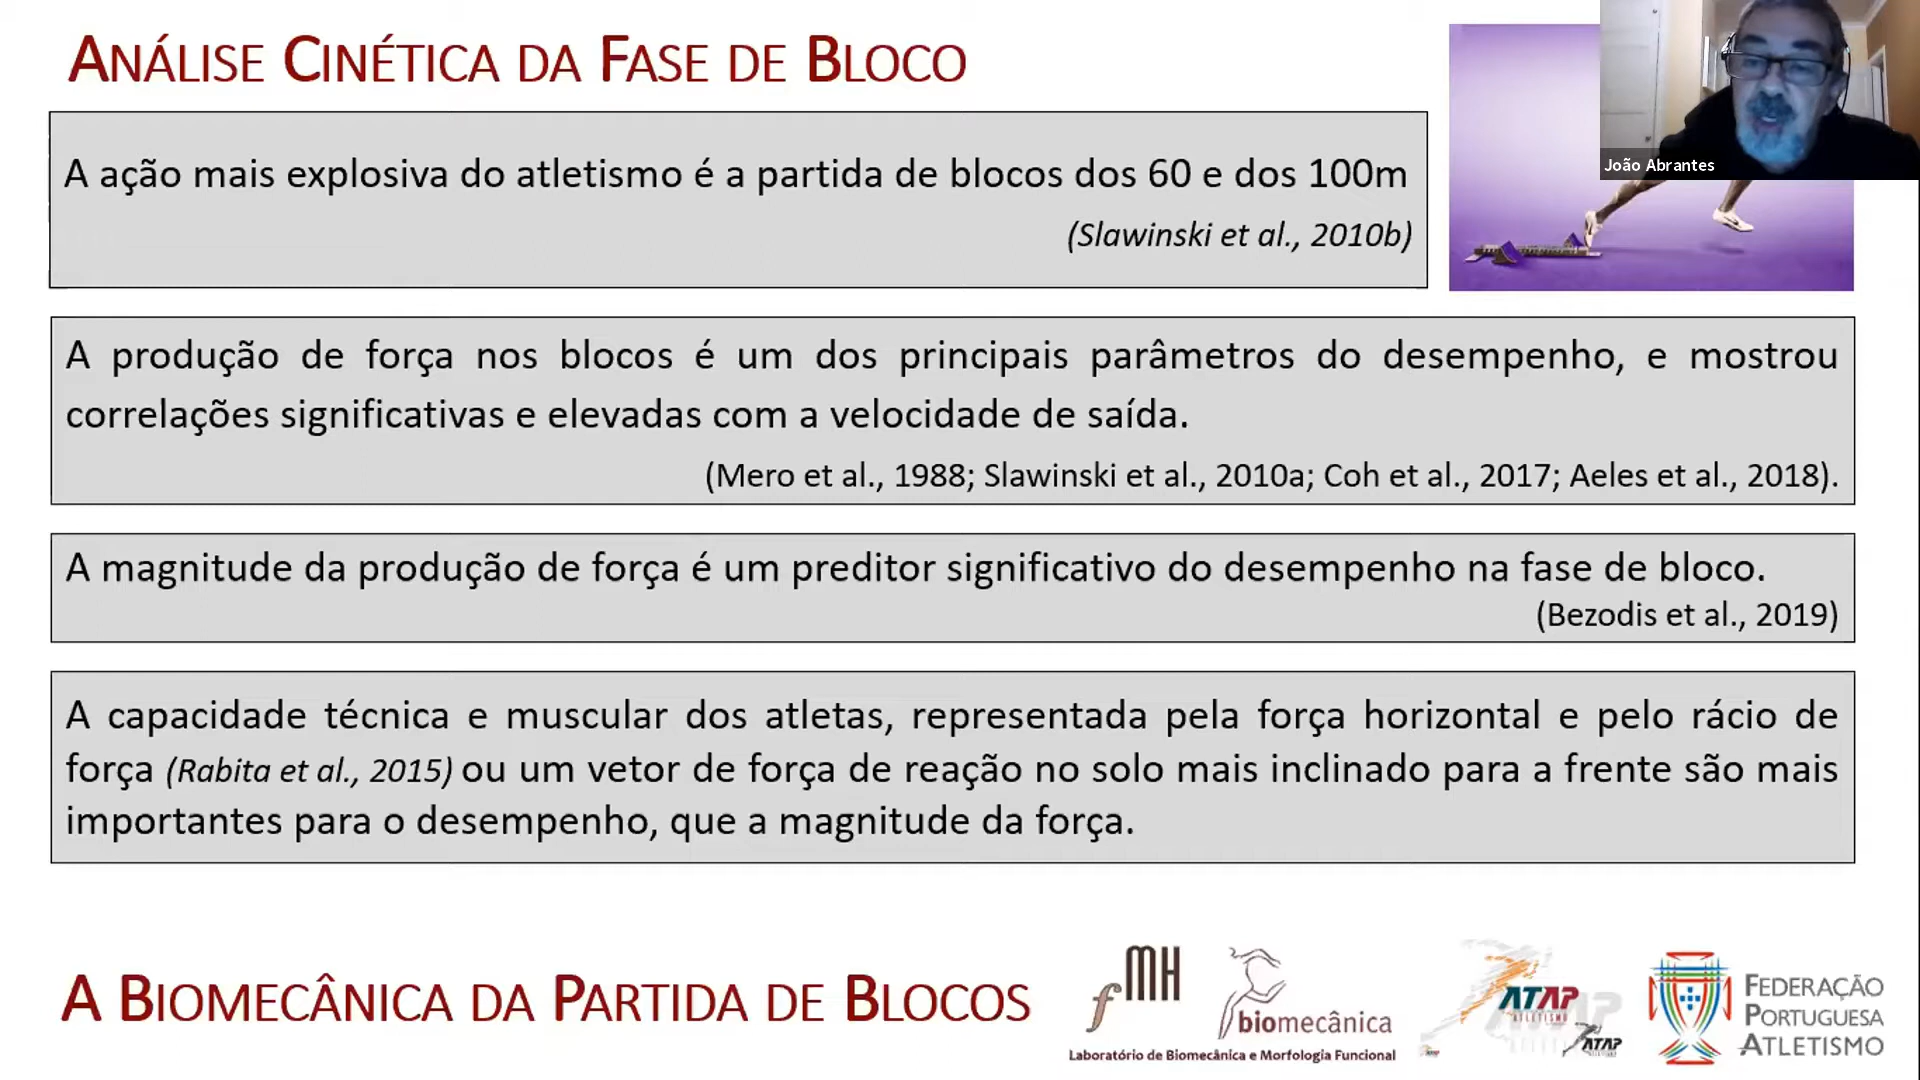 ANÁLISE CINÉTICA DA FASE DE BLOCO
João Abrantes
A ação mais explosiva do atletismo é a partida de blocos dos 60 e dos 100m
(Slawinski et al., 2010b)
A produção de força nos blocos é um dos principais parâmetros do desempenho, e mostrou
correlações significativas e elevadas com a velocidade de saída.
(Mero et al., 1988; Slawinski et al., 2010a; Coh et al., 2017; Aeles et al., 2018).
A magnitude da produção de força é um preditor significativo do desempenho na fase de bloco.
(Bezodis et al., 2019)
A capacidade técnica e muscular dos atletas, representada pela força horizontal e pelo rácio de
força (Rabita et al., 2015) ou um vetor de força de reação no solo mais inclinado para a frente são mais
importantes para o desempenho, que a magnitude da força.
A BIOMECÂNICA DA PARTIDA DE BLOCOS
fMH
biomecânica
Laboratório de Biomecânica e Morfologia Funcional
ATAP
ATLETISMO
ATAP
FEDERAÇÃO
PORTUGUESA
ATLETISMO